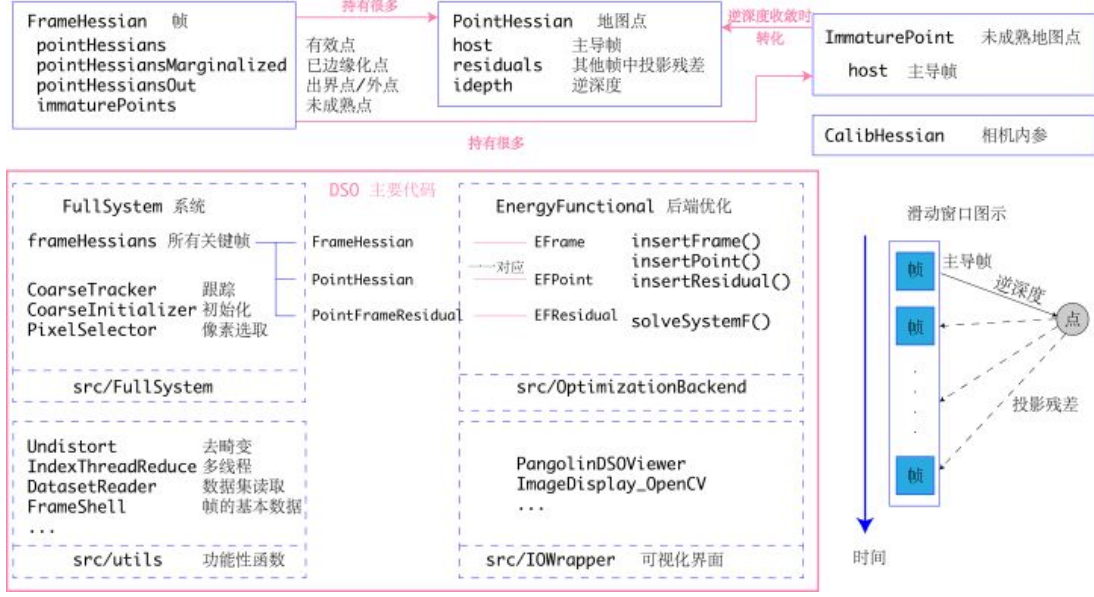 FrameHessian 帧
pointHessians 有效点
pointHessiansMarginalized 已边缘化点
pointHessiansOut 出界点/外点
immaturePoints 未成熟点
持有很多
PointHessian 地图点
host 主导帧
residuals 其他帧中投影残差
idepth 逆深度
逆深度收敛时
转化
ImmaturePoint 未成熟地图点
host 主导帧
持有很多
CalibHessian 相机内参
DSO 主要代码
FullSystem 系统
frameHessians 所有关键帧
CoarseTracker 跟踪
CoarseInitializer 初始化
PixelSelector 像素选取
src/FullSystem
FrameHessian
PointHessian
PointFrameResidual
一一对应
EnergyFunctional 后端优化
EFrame
EFPoint
EFResidual
insertFrame()
insertPoint()
insertResidual()
solveSystemF()
src/OptimizationBackend
Undistort 去畸变
IndexThreadReduce 多线程
DatasetReader 数据集读取
FrameShell 帧的基本数据
...
src/utils 功能性函数
PangolinDSOViewer
ImageDisplay_OpenCV
...
src/IOWrapper 可视化界面
滑动窗口图示
帧
主导帧
逆深度
帧
点
投影残差
帧
时间